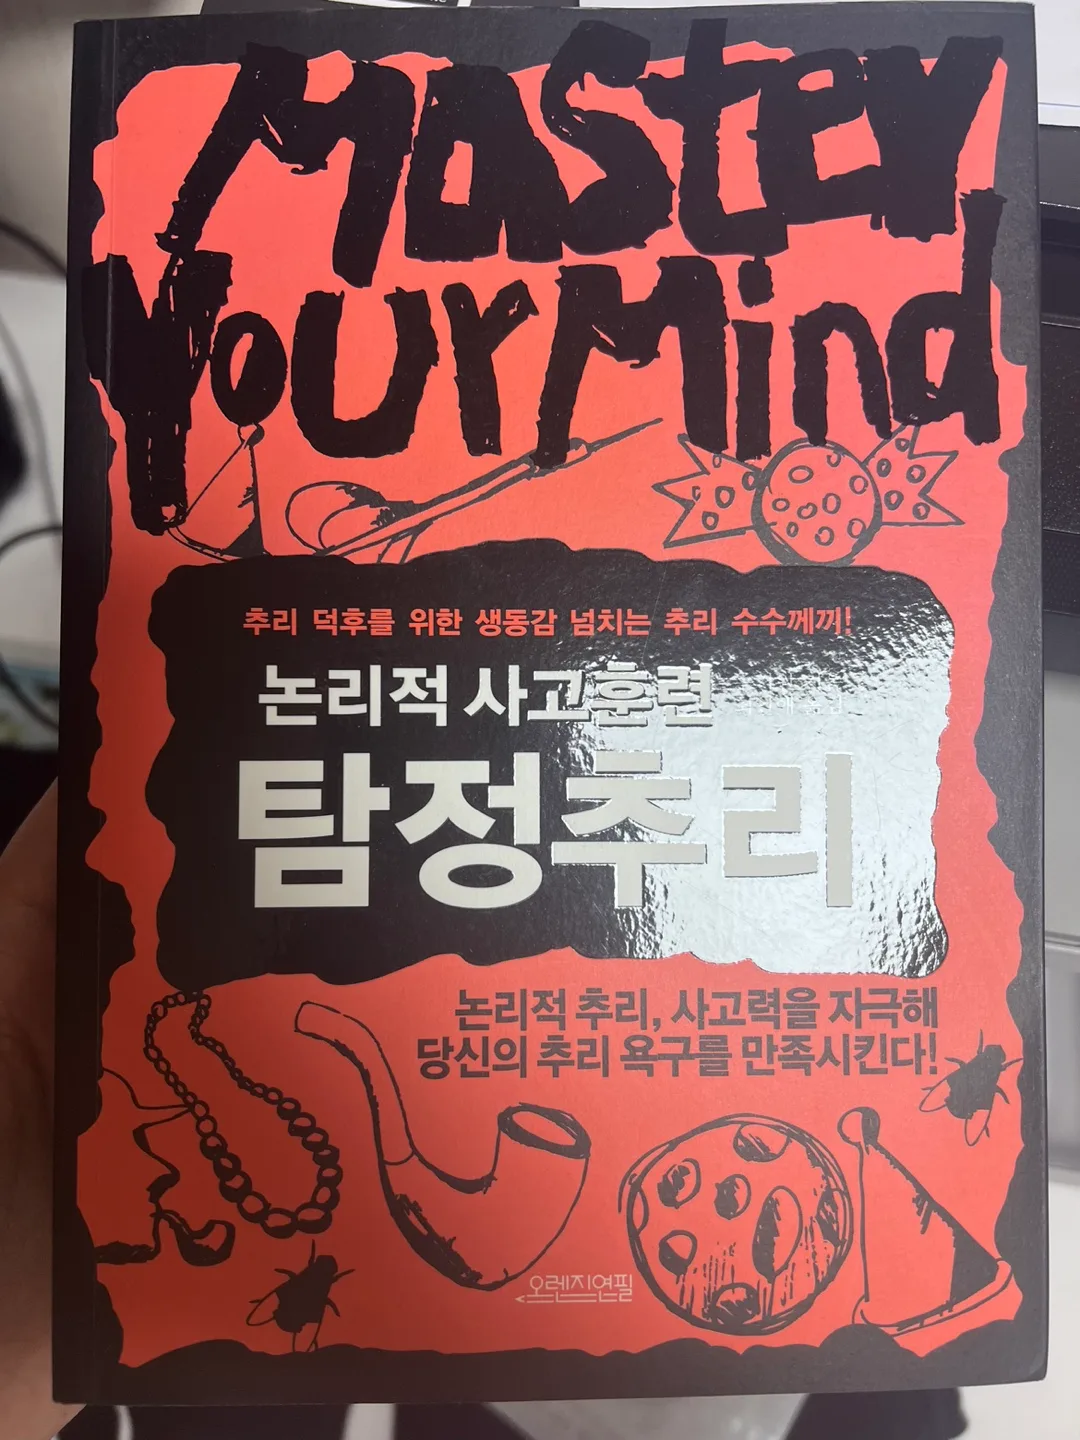 Master
Your Mind
추리 덕후를 위한 생동감 넘치는 추리 수수께끼!
논리적 사고훈련
탐정추리
논리적 추리, 사고력을 자극해
당신의 추리 욕구를 만족시킨다!
오렌지연필